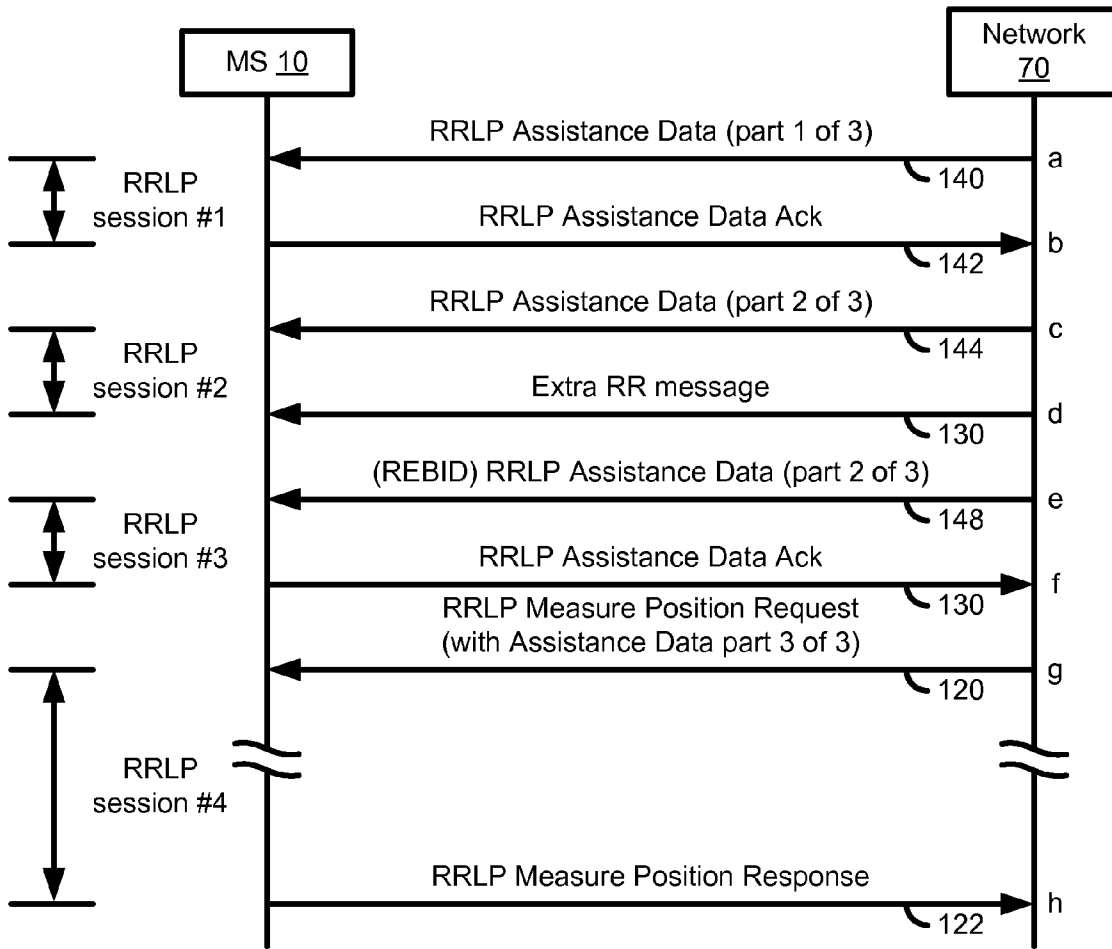 MS 10
Network
70
RRLP Assistance Data (part 1 of 3)
a
140
RRLP
session #1
RRLP Assistance Data Ack
b
142
RRLP Assistance Data (part 2 of 3)
c
144
RRLP
session #2
Extra RR message
d
130
(REBID) RRLP Assistance Data (part 2 of 3)
e
148
RRLP
session #3
RRLP Assistance Data Ack
f
130
RRLP Measure Position Request
(with Assistance Data part 3 of 3)
g
120
RRLP
session #4
RRLP Measure Position Response
h
122